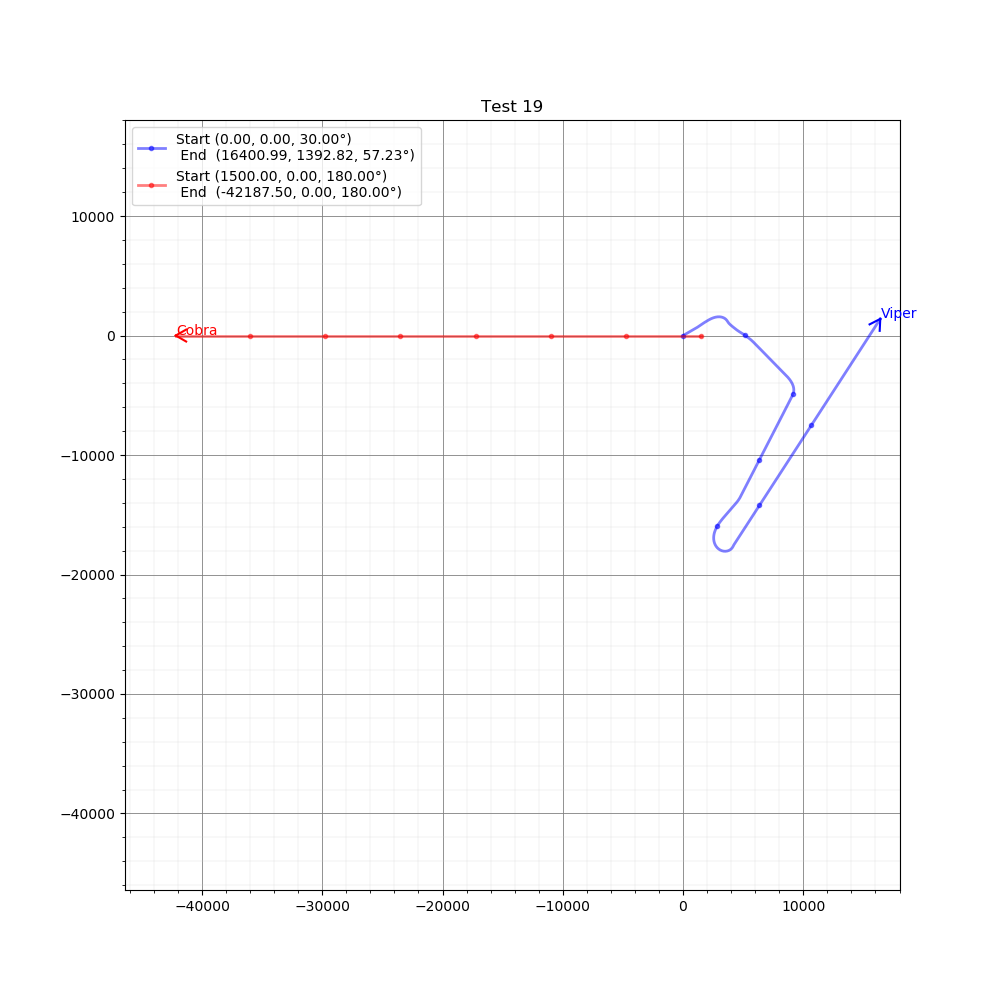 Test 19
Start (0.00, 0.00, 30.00°)
End (16400.99, 1392.82, 57.23°)
Start (1500.00, 0.00, 180.00°)
End (-42187.50, 0.00, 180.00°)
10000
0
−10000
−20000
−30000
−40000
Cobra
Viper
−40000
−30000
−20000
−10000
0
10000